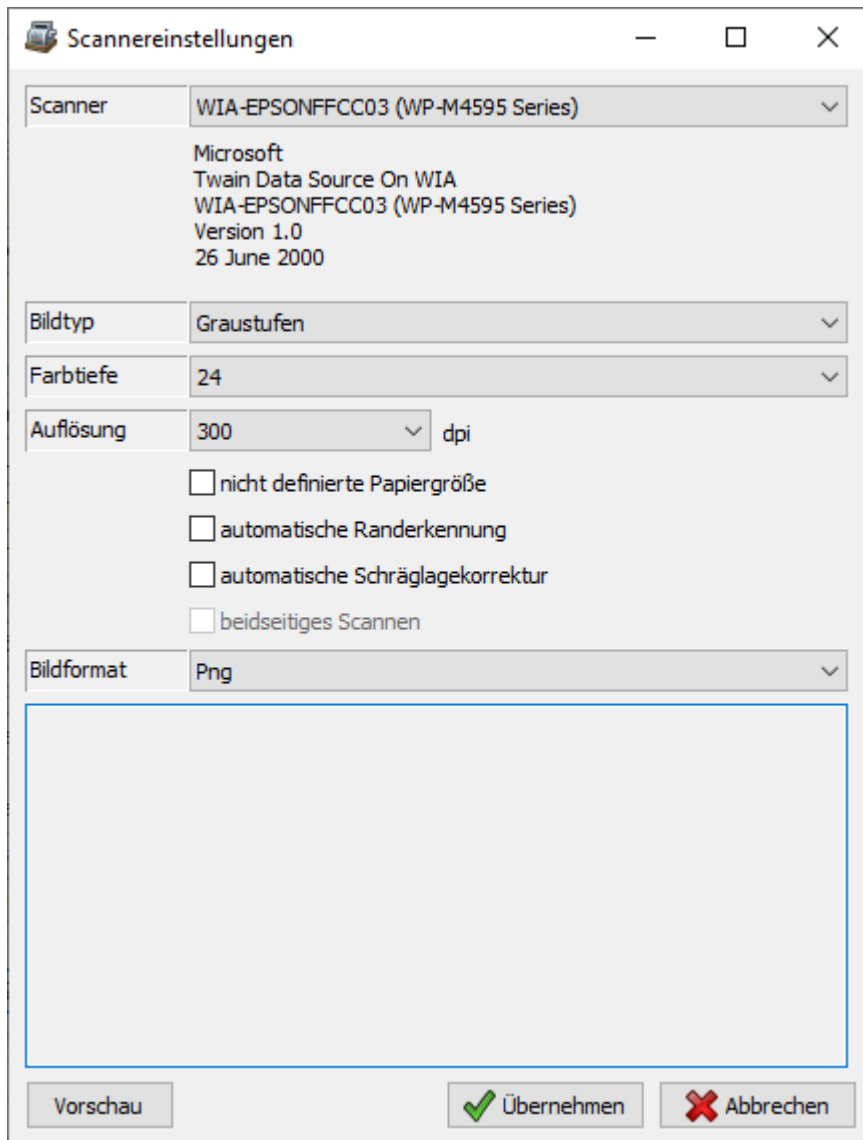 Scannereinstellungen
Scanner WIA-EPSONFFCC03 (WP-M4595 Series)
Microsoft
Twain Data Source On WIA
WIA-EPSONFFCC03 (WP-M4595 Series)
Version 1.0
26 June 2000
Bildtyp Graustufen
Farbtiefe 24
Auflösung 300 dpi
nicht definierte Papiergröße
automatische Randerkennung
automatische Schräglagekorrektur
beidseitiges Scannen
Bildformat Png
Vorschau Übernehmen Abbrechen